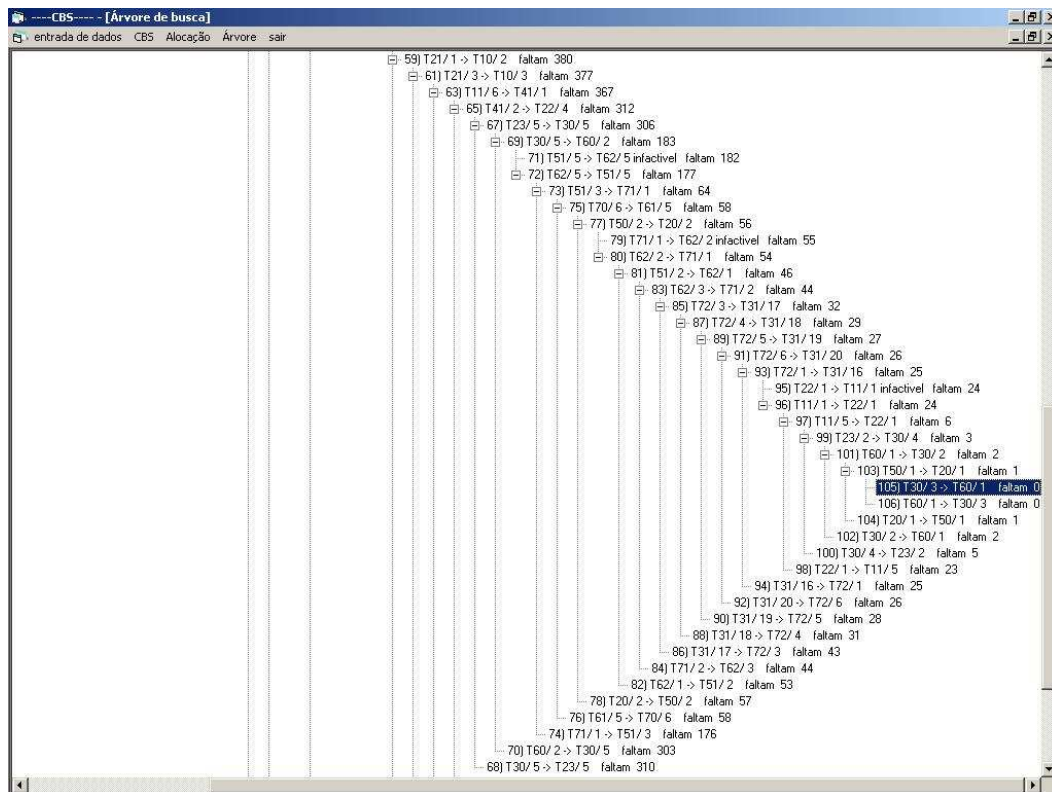 ----CBS---- - [Árvore de busca]
entrada de dados CBS Alocação Árvore sair
59) T21/ 1 -> T10/ 2 faltam 380
61) T21/ 3 -> T10/ 3 faltam 377
63) T11/ 6 -> T41/ 1 faltam 367
65) T41/ 2 -> T22/ 4 faltam 312
67) T23/ 5 -> T30/ 5 faltam 306
69) T30/ 5 -> T60/ 2 faltam 183
71) T51/ 5 -> T62/ 5 infactivel faltam 182
72) T62/ 5 -> T51/ 5 faltam 177
73) T51/ 3 -> T71/ 1 faltam 64
75) T70/ 6 -> T61/ 5 faltam 58
77) T50/ 2 -> T20/ 2 faltam 56
79) T71/ 1 -> T62/ 2 infactivel faltam 55
80) T62/ 2 -> T71/ 1 faltam 54
81) T51/ 2 -> T62/ 1 faltam 46
83) T62/ 3 -> T71/ 2 faltam 44
85) T72/ 3 -> T31/ 17 faltam 32
87) T72/ 4 -> T31/ 18 faltam 29
89) T72/ 5 -> T31/ 19 faltam 27
91) T72/ 6 -> T31/ 20 faltam 26
93) T72/ 1 -> T31/ 16 faltam 25
95) T22/ 1 -> T11/ 1 infactivel faltam 24
96) T11/ 1 -> T22/ 1 faltam 24
97) T11/ 5 -> T22/ 1 faltam 6
99) T23/ 2 -> T30/ 4 faltam 3
101) T60/ 1 -> T30/ 2 faltam 2
103) T50/ 1 -> T20/ 1 faltam 1
105) T30/ 3 -> T60/ 1 faltam 0
106) T60/ 1 -> T30/ 3 faltam 0
104) T20/ 1 -> T50/ 1 faltam 1
102) T30/ 2 -> T60/ 1 faltam 2
100) T30/ 4 -> T23/ 2 faltam 5
98) T22/ 1 -> T11/ 5 faltam 23
94) T31/ 16 -> T72/ 1 faltam 25
92) T31/ 20 -> T72/ 6 faltam 26
90) T31/ 19 -> T72/ 5 faltam 28
88) T31/ 18 -> T72/ 4 faltam 31
86) T31/ 17 -> T72/ 3 faltam 43
84) T71/ 2 -> T62/ 3 faltam 44
82) T62/ 1 -> T51/ 2 faltam 53
78) T20/ 2 -> T50/ 2 faltam 57
76) T61/ 5 -> T70/ 6 faltam 58
74) T71/ 1 -> T51/ 3 faltam 176
70) T60/ 2 -> T30/ 5 faltam 303
68) T30/ 5 -> T23/ 5 faltam 310